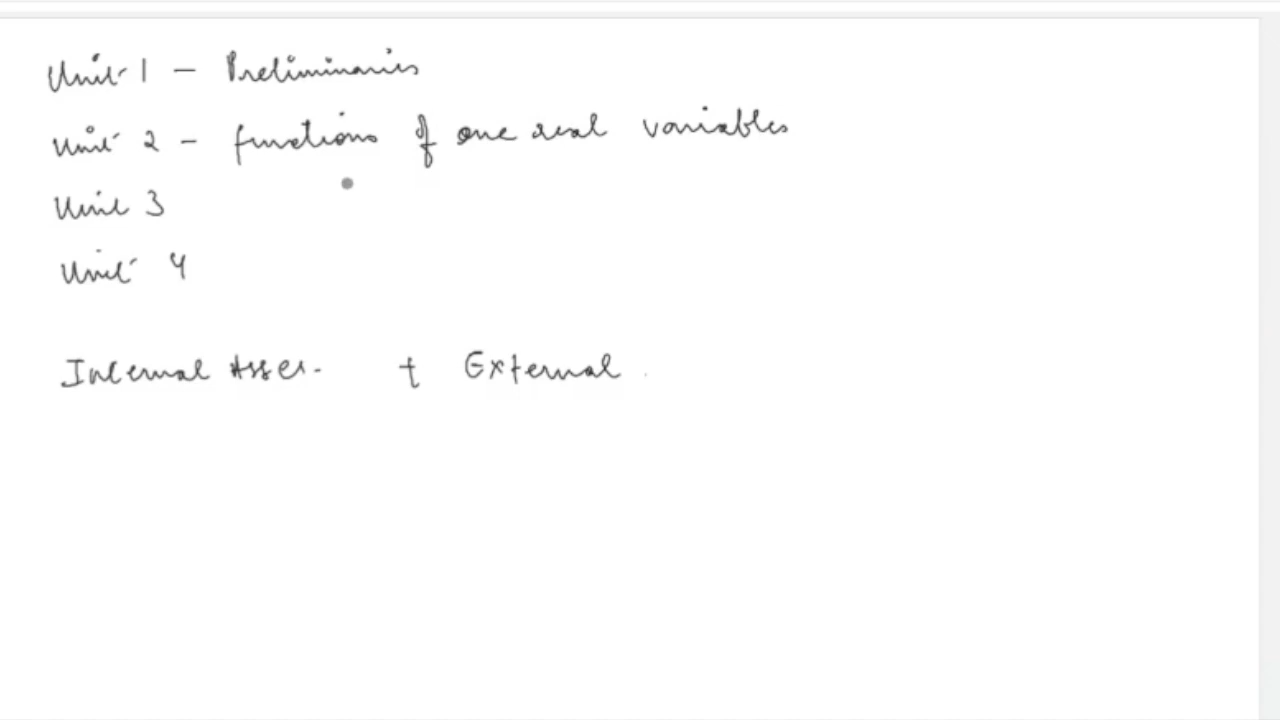 Unit 1 - Preliminaries
Unit 2 - functions of one real variables
Unit 3
Unit 4
Internal Asses. + External